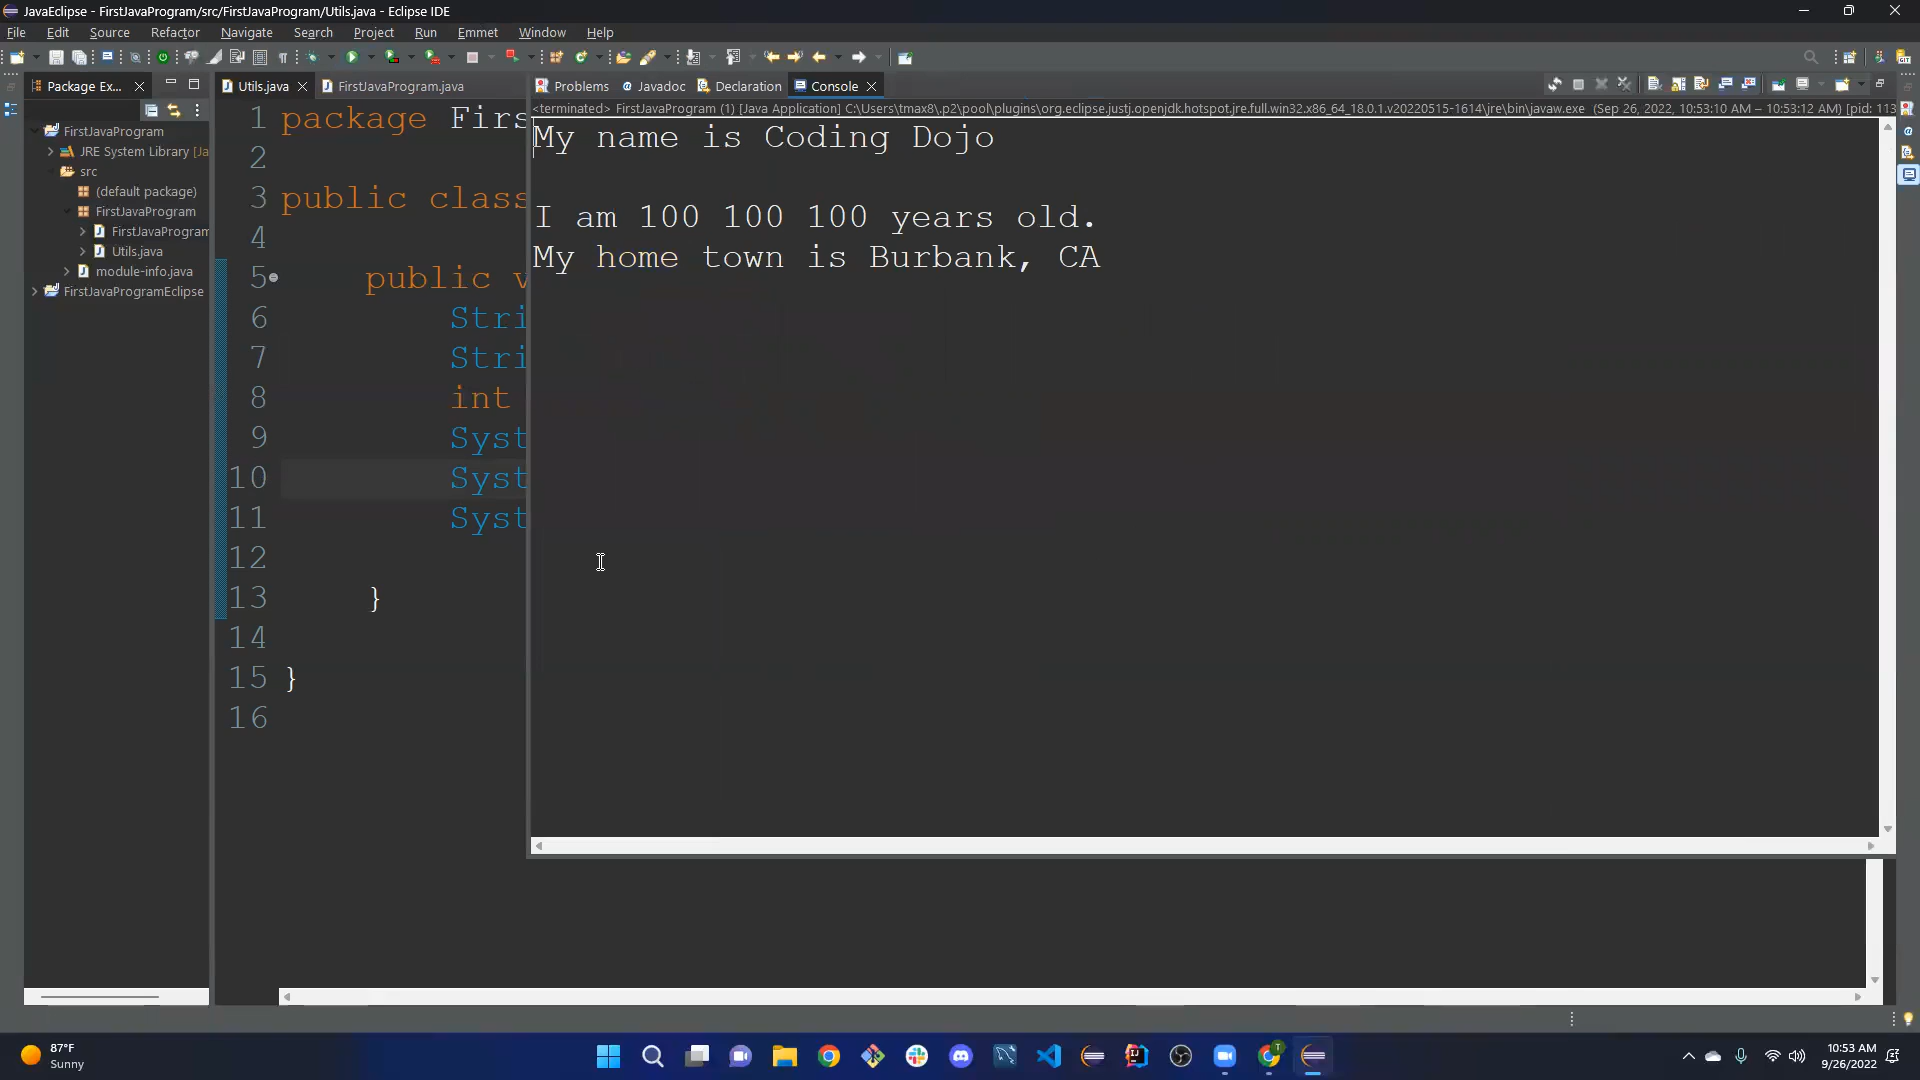 JavaEclipse - FirstJavaProgram/src/FirstJavaProgram/Utils.java - Eclipse IDE
File Edit Source Refactor Navigate Search Project Run Emmet Window Help
Package Ex...
FirstJavaProgram
JRE System Library [Ja
src
(default package)
FirstJavaProgram
FirstJavaProgram
Utils.java
module-info.java
FirstJavaProgramEclipse
Utils.java FirstJavaProgram.java
1 package Firs
2
3 public class
4
5 public v
6 Stri
7 Stri
8 int
9 Syst
10 Syst
11 Syst
12
13 }
14
15 }
16
Problems Javadoc Declaration Console
<terminated> FirstJavaProgram (1) [Java Application] C:\Users\tmax8\.p2\pool\plugins\org.eclipse.justj.openjdk.hotspot.jre.full.win32.x86_64_18.0.1.v20220515-1614\jre\bin\javaw.exe (Sep 26, 2022, 10:53:10 AM – 10:53:12 AM) [pid: 113
My name is Coding Dojo
I am 100 100 100 years old.
My home town is Burbank, CA
87°F
Sunny
10:53 AM
9/26/2022